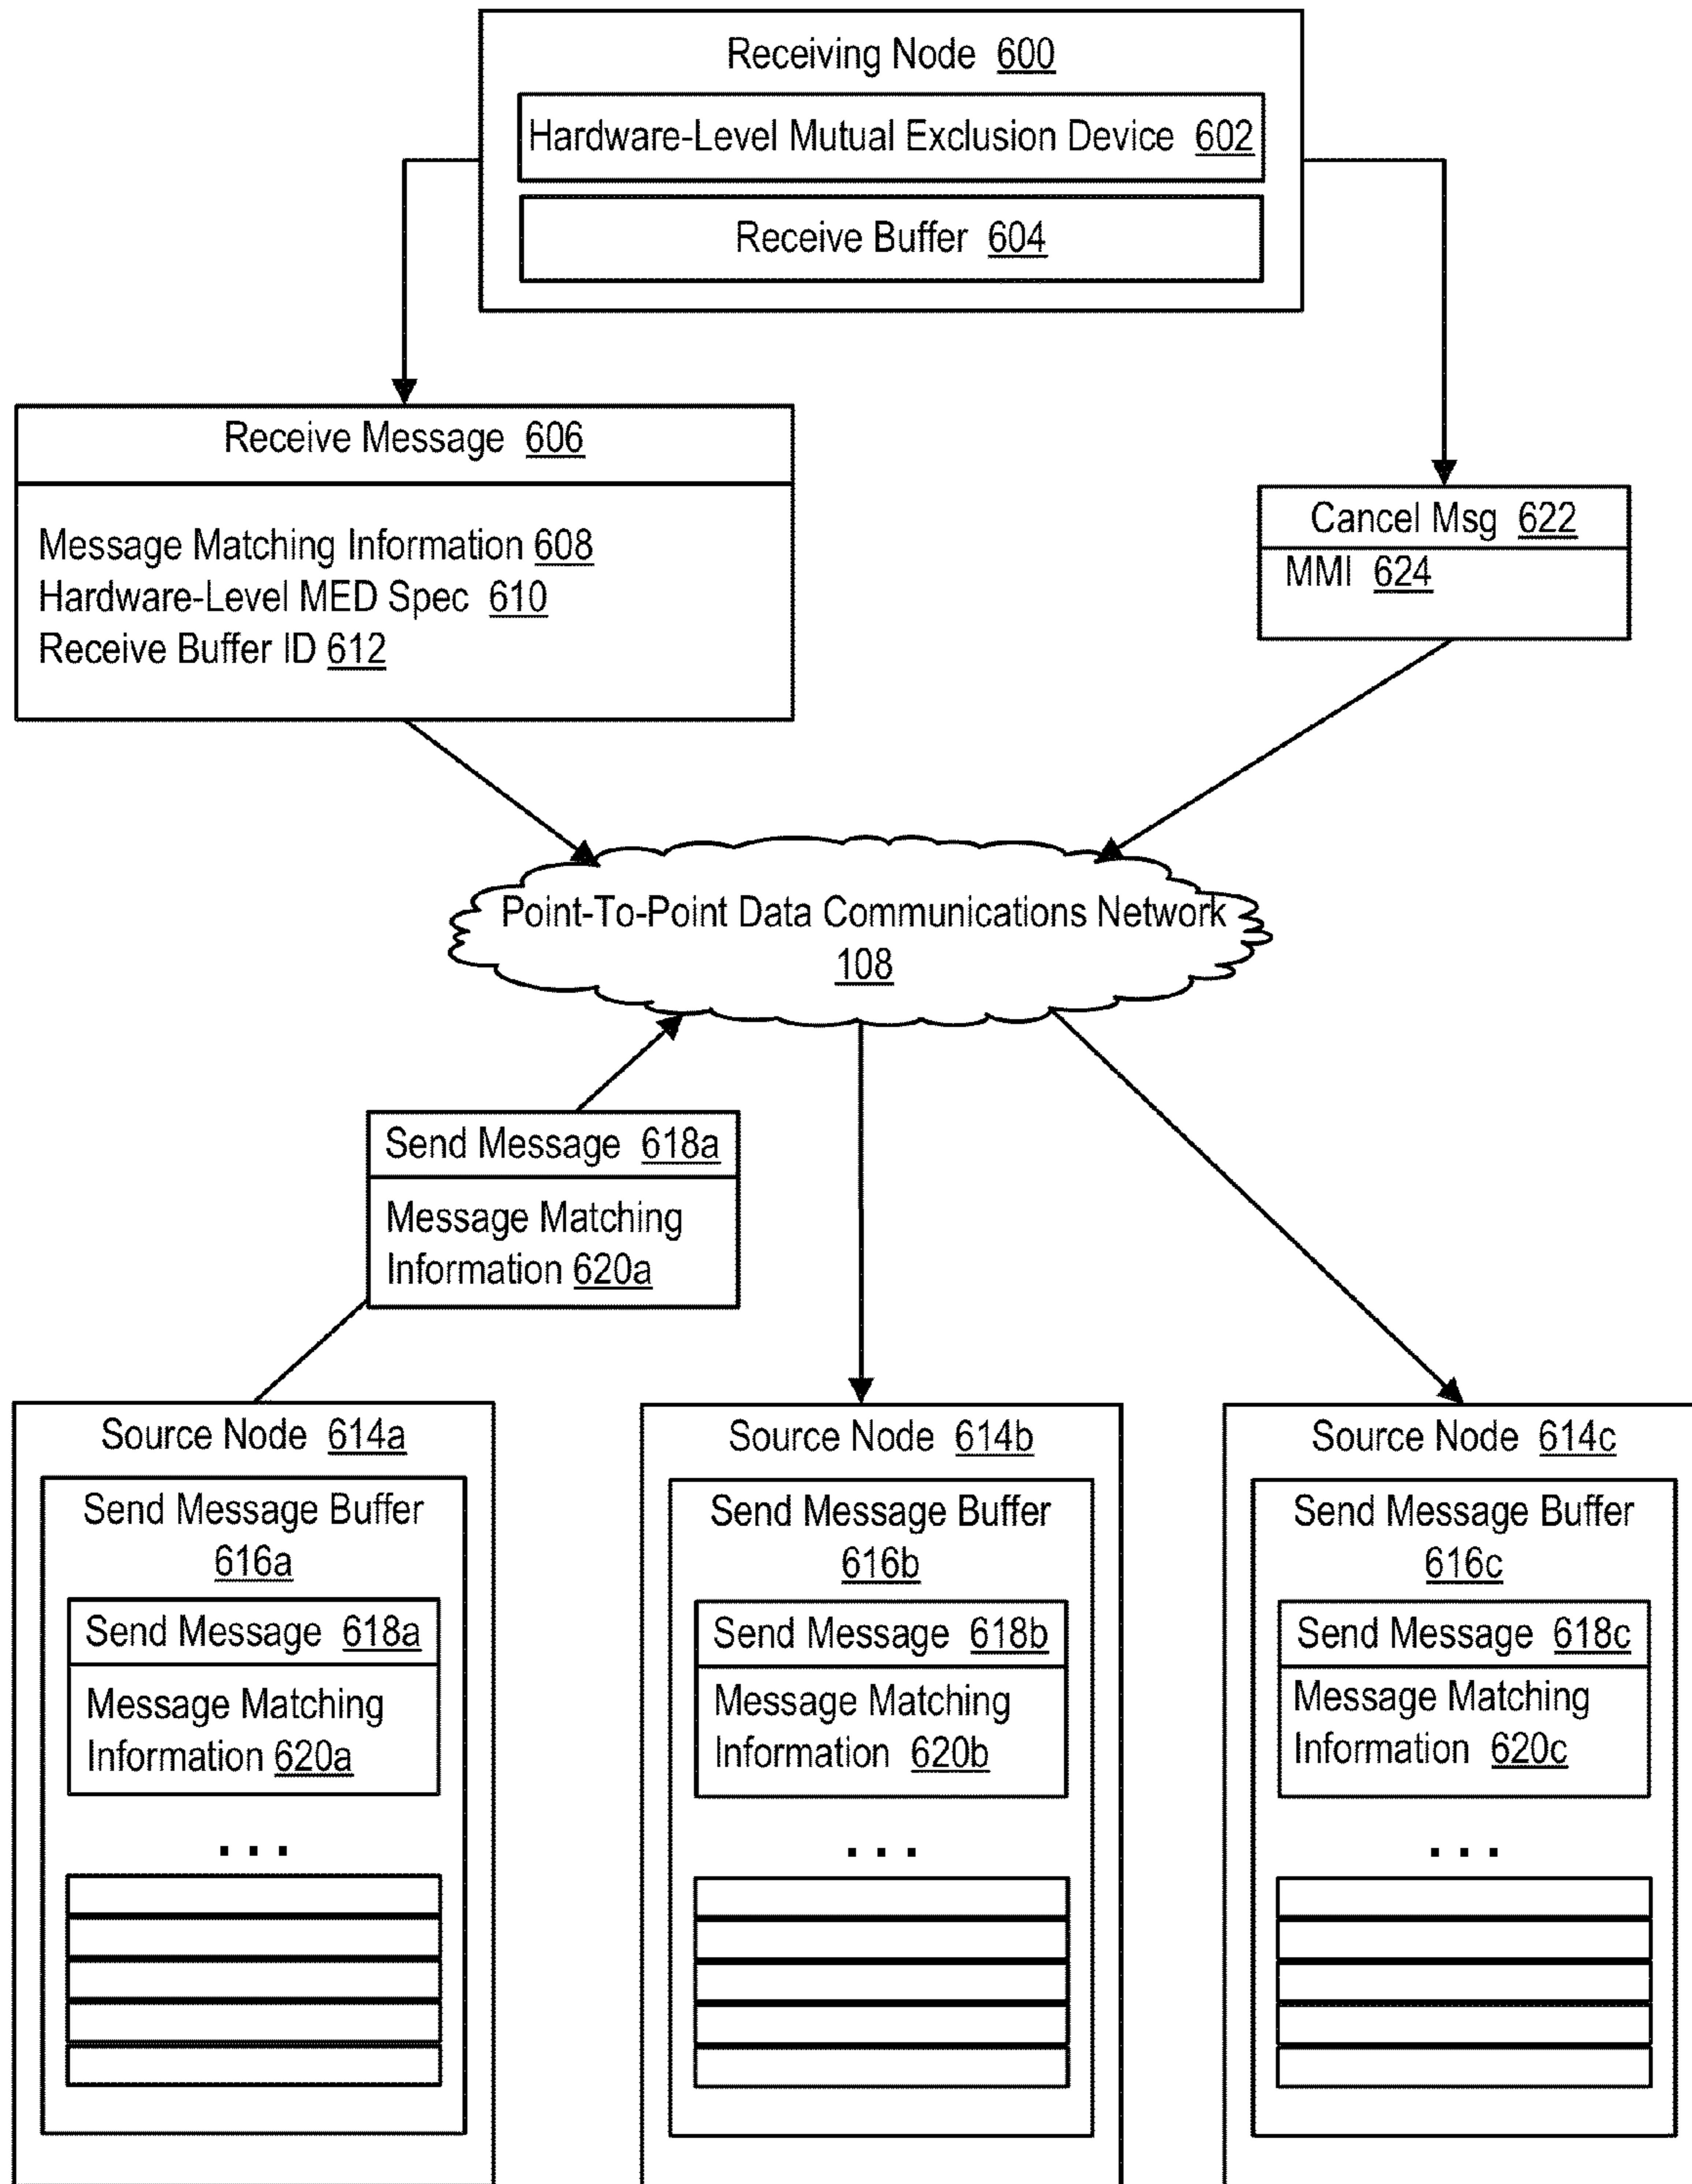 Receiving Node 600
Hardware-Level Mutual Exclusion Device 602
Receive Buffer 604
Receive Message 606
Message Matching Information 608
Hardware-Level MED Spec 610
Receive Buffer ID 612
Cancel Msg 622
MMI 624
Point-To-Point Data Communications Network
108
Send Message 618a
Message Matching
Information 620a
Source Node 614a
Send Message Buffer
616a
Send Message 618a
Message Matching
Information 620a
. . .
Source Node 614b
Send Message Buffer
616b
Send Message 618b
Message Matching
Information 620b
. . .
Source Node 614c
Send Message Buffer
616c
Send Message 618c
Message Matching
Information 620c
. . .